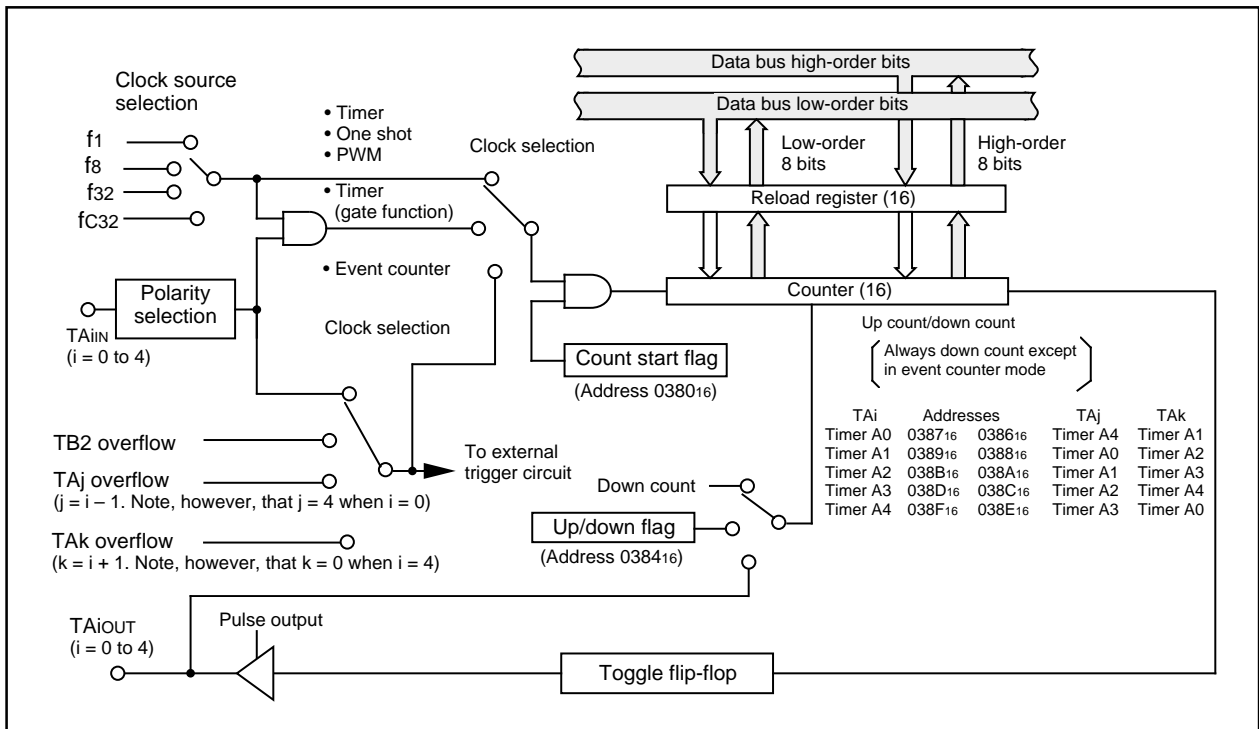 Clock source
selection
f1
f8
f32
fC32
• Timer
• One shot
• PWM
• Timer
(gate function)
• Event counter
Clock selection
Data bus high-order bits
Data bus low-order bits
Low-order
8 bits
High-order
8 bits
Reload register (16)
Counter (16)
Polarity
selection
TAiIN
(i = 0 to 4)
Clock selection
Count start flag
(Address 038016)
Up count/down count
Always down count except
in event counter mode
TAi Addresses TAj TAk
Timer A0 038716 038616 Timer A4 Timer A1
Timer A1 038916 038816 Timer A0 Timer A2
Timer A2 038B16 038A16 Timer A1 Timer A3
Timer A3 038D16 038C16 Timer A2 Timer A4
Timer A4 038F16 038E16 Timer A3 Timer A0
TB2 overflow
TAj overflow
(j = i – 1. Note, however, that j = 4 when i = 0)
TAk overflow
(k = i + 1. Note, however, that k = 0 when i = 4)
To external
trigger circuit
Down count
Up/down flag
(Address 038416)
TAiOUT
(i = 0 to 4)
Pulse output
Toggle flip-flop